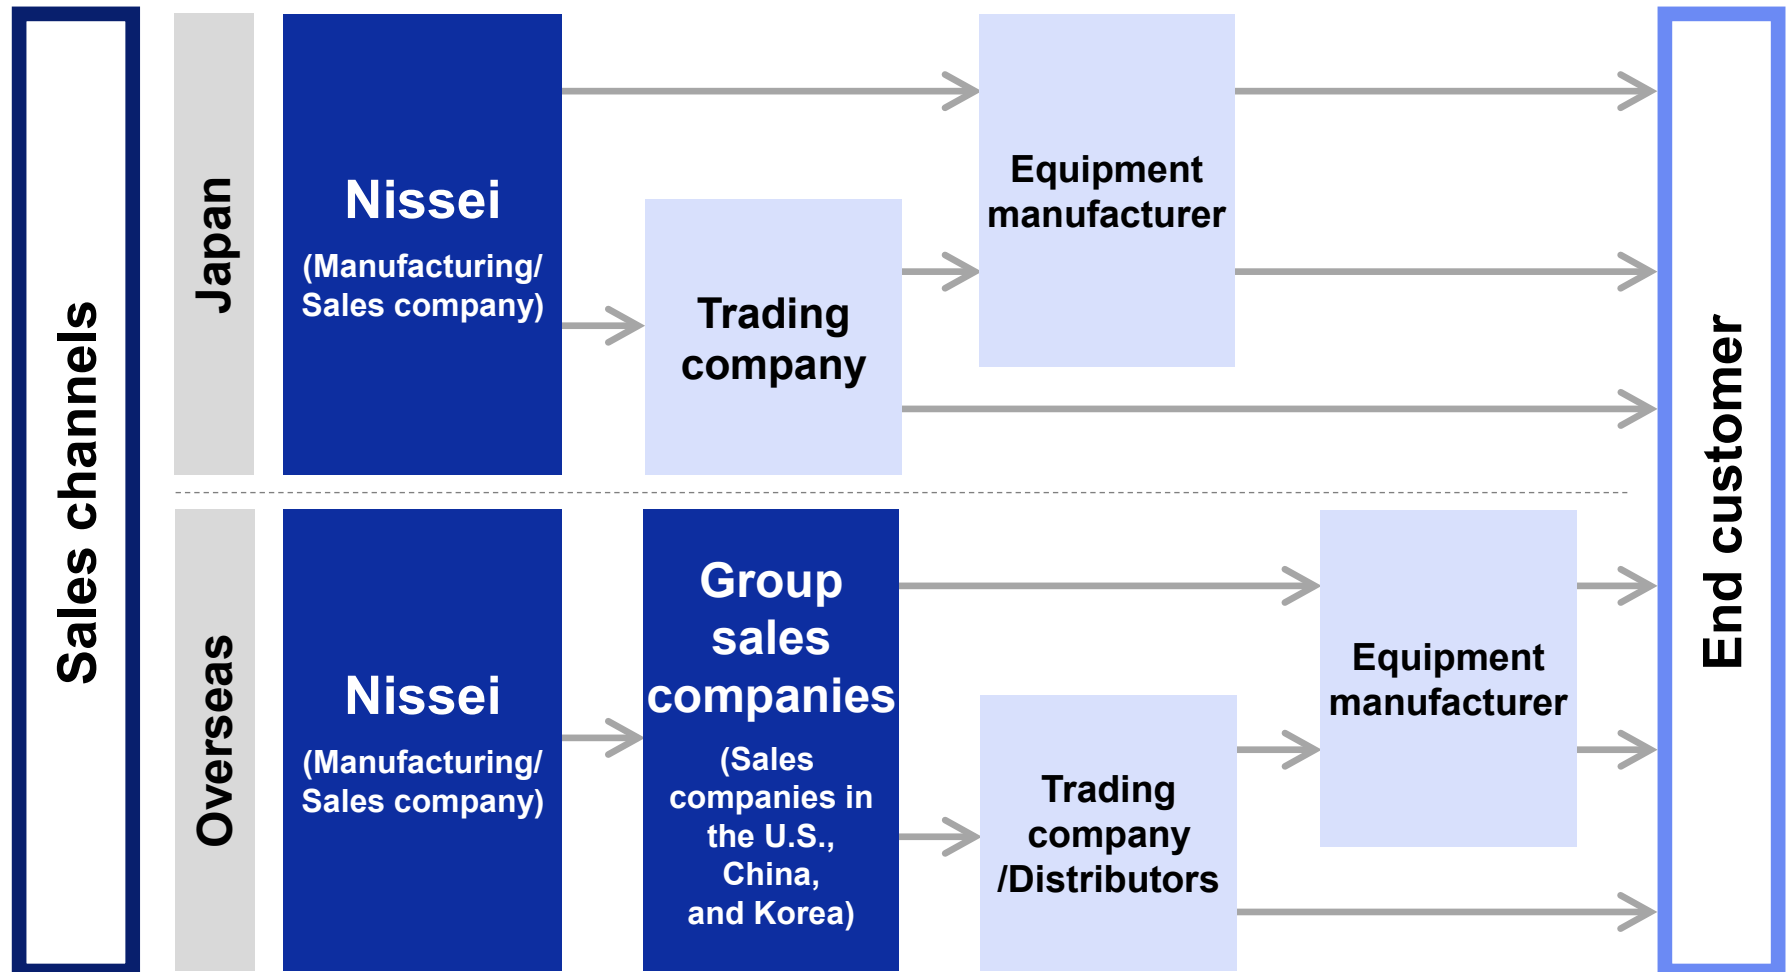 Sales channels
Japan
Nissei
(Manufacturing/
Sales company)
Trading
company
Equipment
manufacturer
End customer
Overseas
Nissei
(Manufacturing/
Sales company)
Group
sales
companies
(Sales
companies in
the U.S.,
China,
and Korea)
Trading
company
/Distributors
Equipment
manufacturer